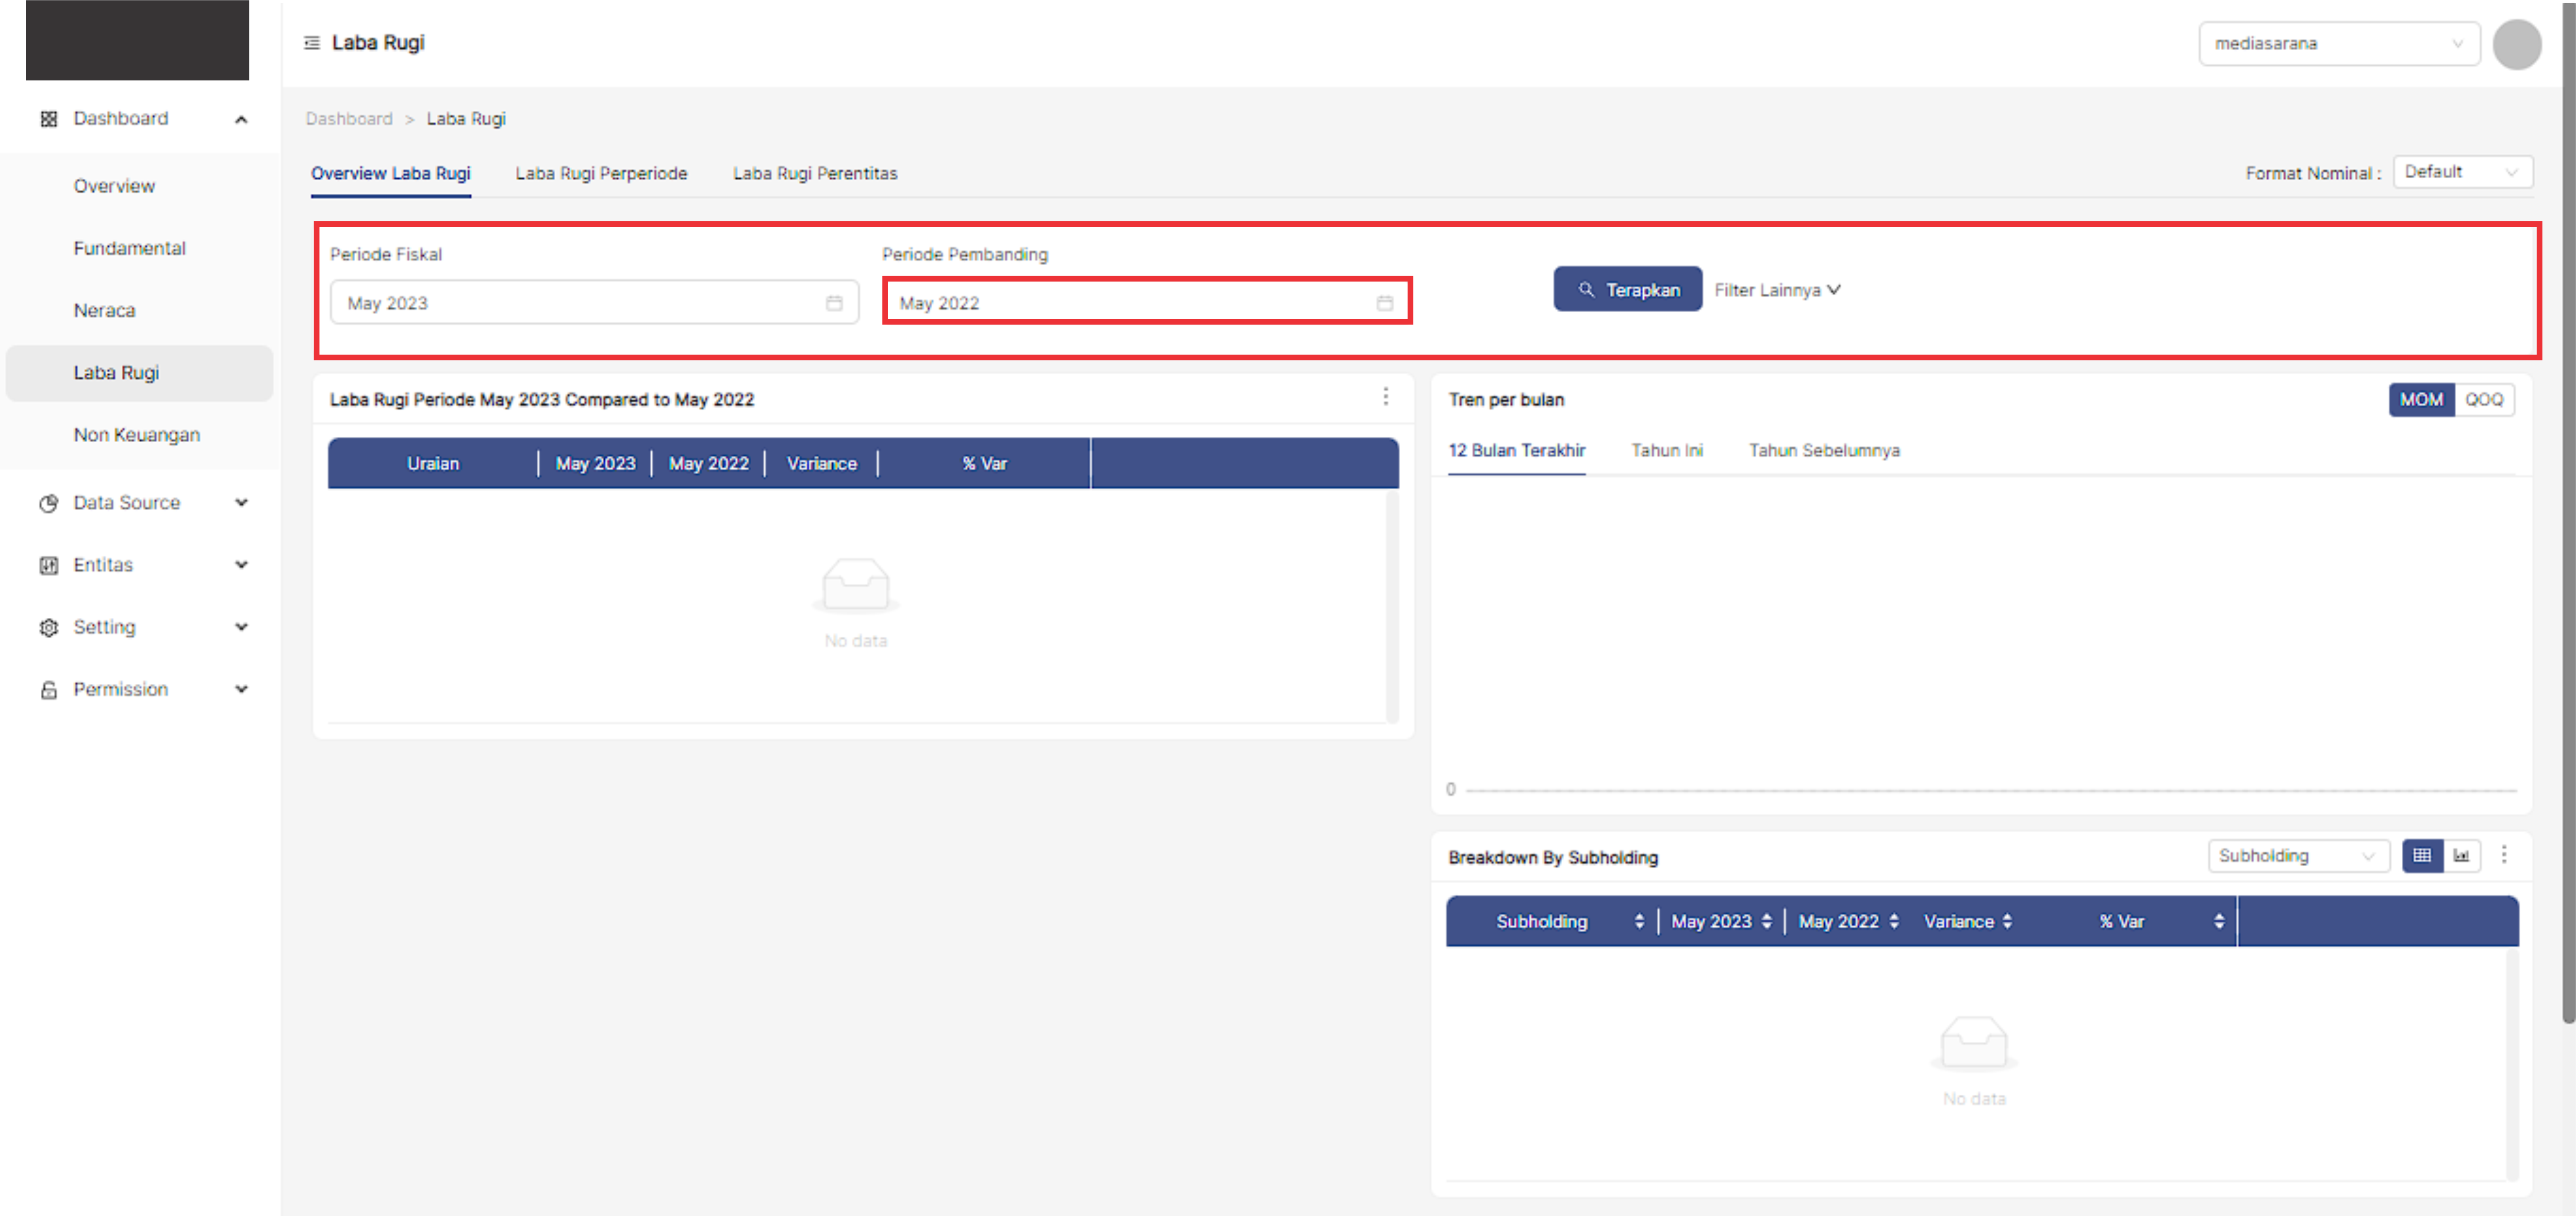 Laba Rugi
mediasarana
Dashboard
Overview
Fundamental
Neraca
Laba Rugi
Non Keuangan
Data Source
Entitas
Setting
Permission
Dashboard > Laba Rugi
Overview Laba Rugi Laba Rugi Perperiode Laba Rugi Perentitas
Format Nominal : Default
Periode Fiskal
May 2023
Periode Pembanding
May 2022
Terapkan Filter Lainnya
Laba Rugi Periode May 2023 Compared to May 2022
Uraian May 2023 May 2022 Variance % Var
No data
Tren per bulan
MOM QOQ
12 Bulan Terakhir Tahun Ini Tahun Sebelumnya
0
Breakdown By Subholding
Subholding
Subholding May 2023 May 2022 Variance % Var
No data